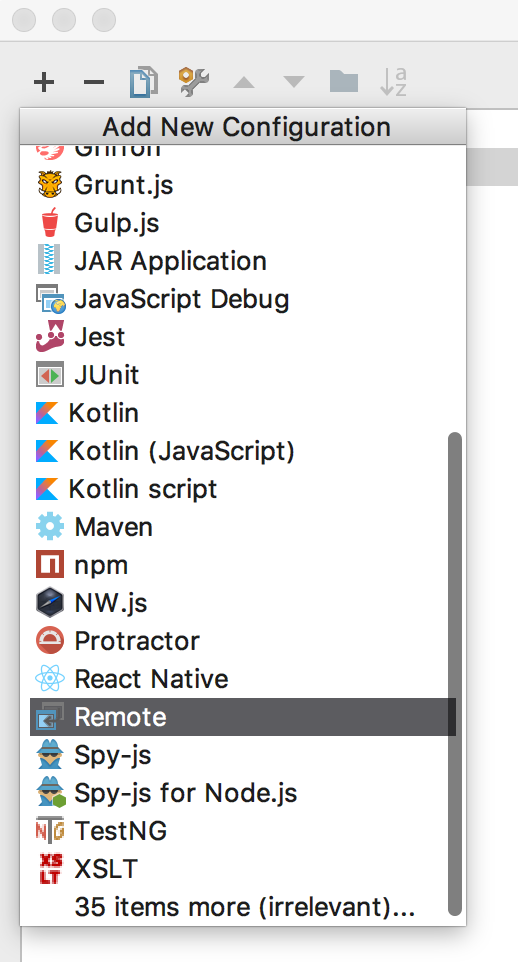 Add New Configuration
Griffon
Grunt.js
Gulp.js
JAR Application
JavaScript Debug
Jest
JUnit
Kotlin
Kotlin (JavaScript)
Kotlin script
Maven
npm
NW.js
Protractor
React Native
Remote
Spy-js
Spy-js for Node.js
TestNG
XSLT
35 items more (irrelevant)...